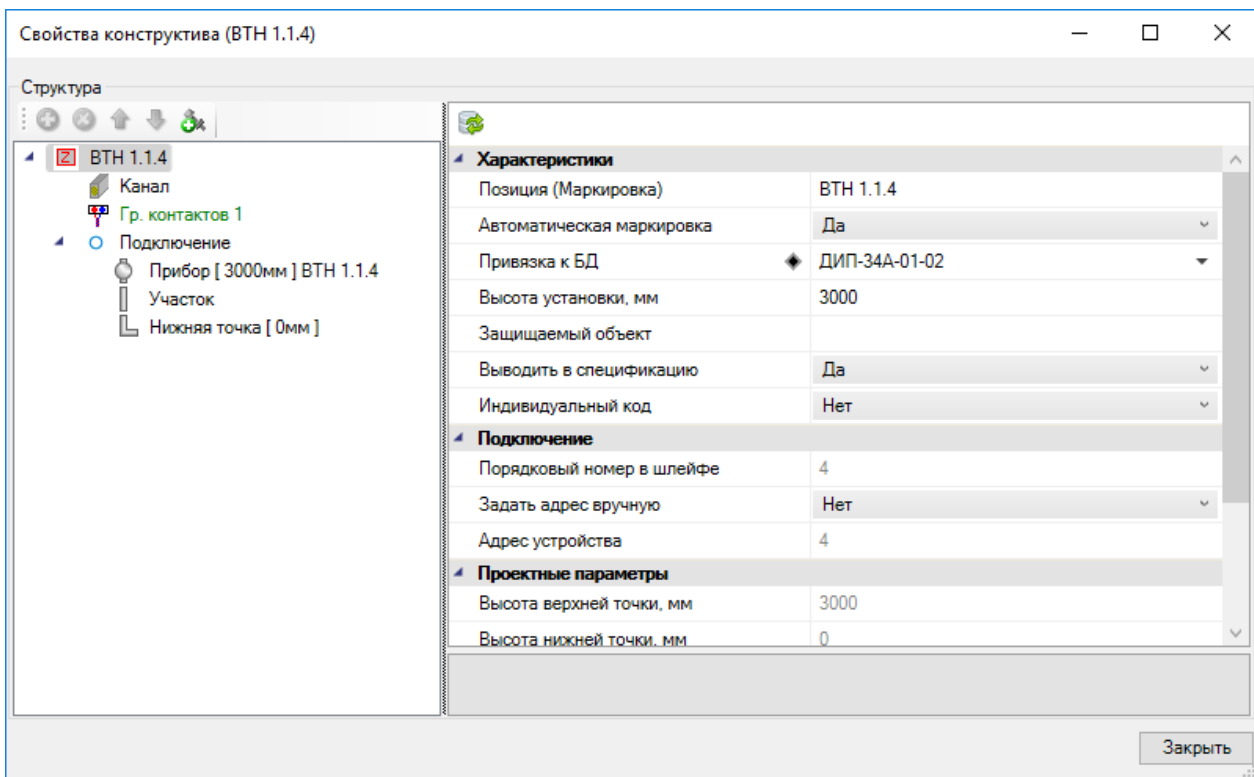 Свойства конструктива (ВТН 1.1.4)
Структура
ВТН 1.1.4
Канал
Гр. контактов 1
Подключение
Прибор [ 3000мм ] ВТН 1.1.4
Участок
Нижняя точка [ 0мм ]
Характеристики
Позиция (Маркировка) ВТН 1.1.4
Автоматическая маркировка Да
Привязка к БД ДИП-34А-01-02
Высота установки, мм 3000
Защищаемый объект
Выводить в спецификацию Да
Индивидуальный код Нет
Подключение
Порядковый номер в шлейфе 4
Задать адрес вручную Нет
Адрес устройства 4
Проектные параметры
Высота верхней точки, мм 3000
Высота нижней точки, мм 0
Закрыть